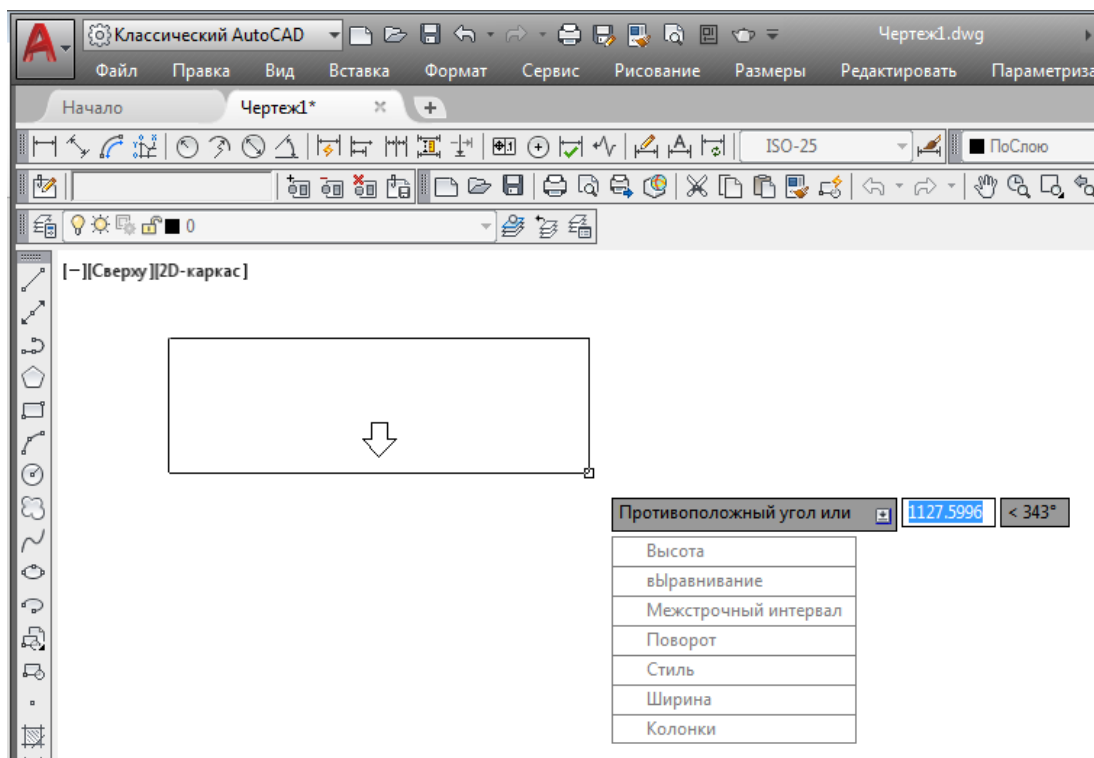 Классический AutoCAD Чертеж1.dwg
Файл Правка Вид Вставка Формат Сервис Рисование Размеры Редактировать Параметриза
Начало Чертеж1*
ISO-25 ПоСлою
0
[−][Сверху][2D-каркас]
Противоположный угол или 1127.5996 < 343°
Высота
вЫравнивание
Межстрочный интервал
Поворот
Стиль
Ширина
Колонки